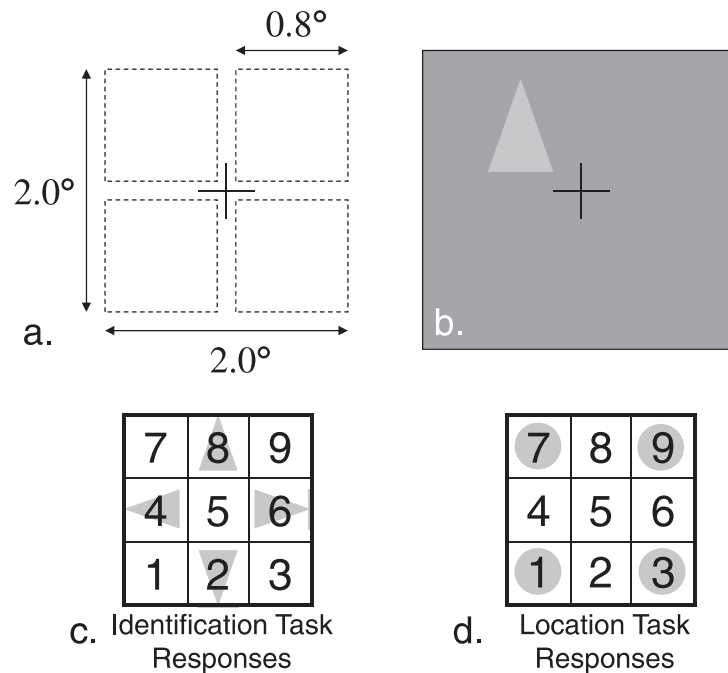 0.8°
2.0°
2.0°
a.
b.
7 8 9
4 5 6
1 2 3
c. Identification Task
Responses
7 8 9
4 5 6
1 2 3
d. Location Task
Responses